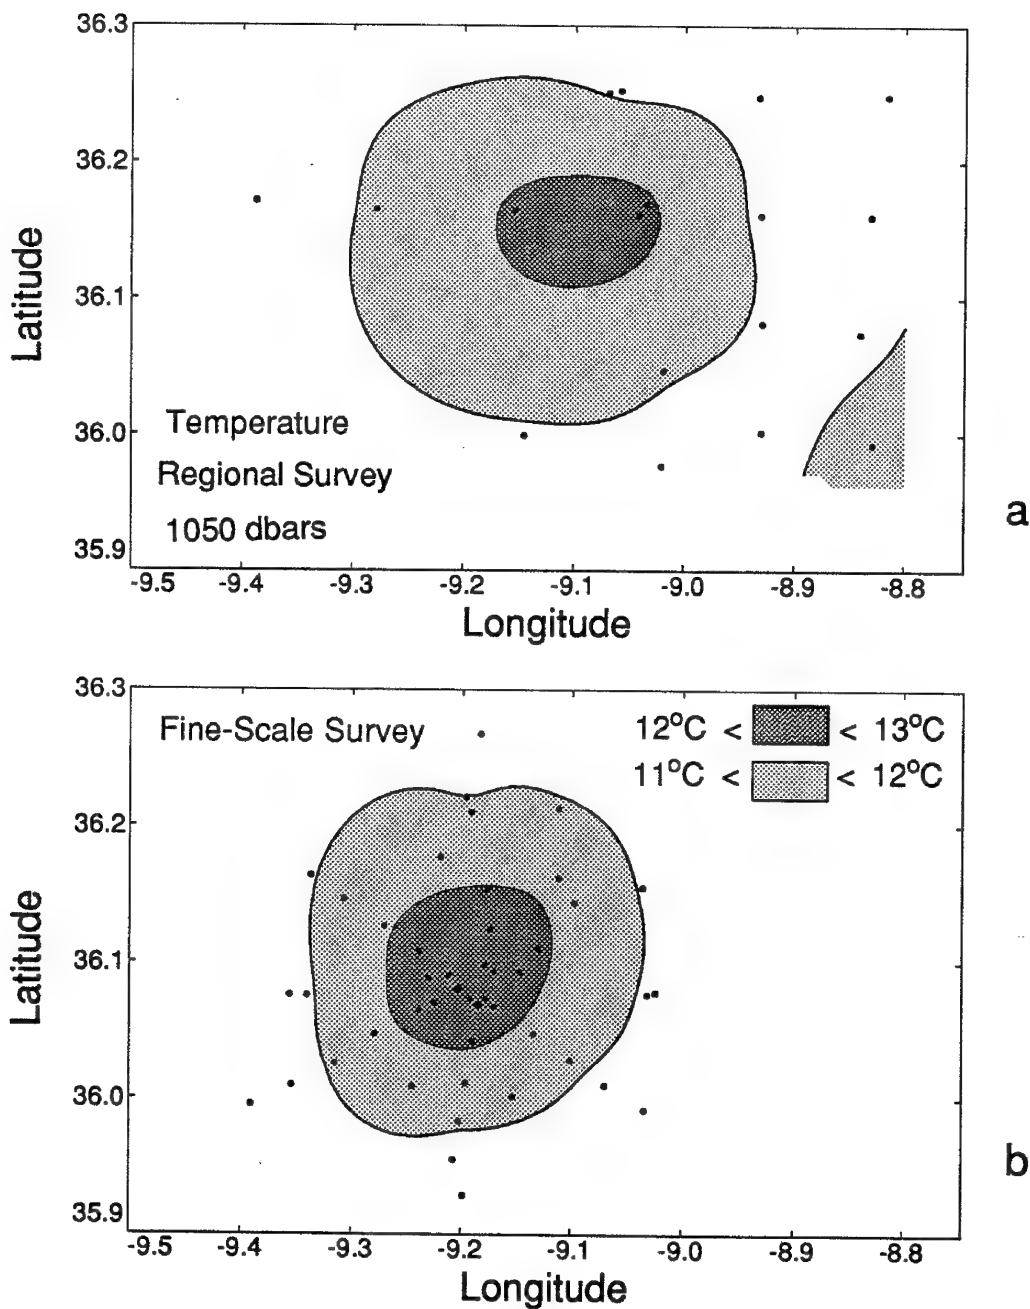 36.3
36.2
36.1
36.0
35.9
Latitude
Temperature
Regional Survey
1050 dbars
-9.5 -9.4 -9.3 -9.2 -9.1 -9.0 -8.9 -8.8
Longitude
a
36.3
36.2
36.1
36.0
35.9
Latitude
Fine-Scale Survey
12°C < < 13°C
11°C < < 12°C
-9.5 -9.4 -9.3 -9.2 -9.1 -9.0 -8.9 -8.8
Longitude
b